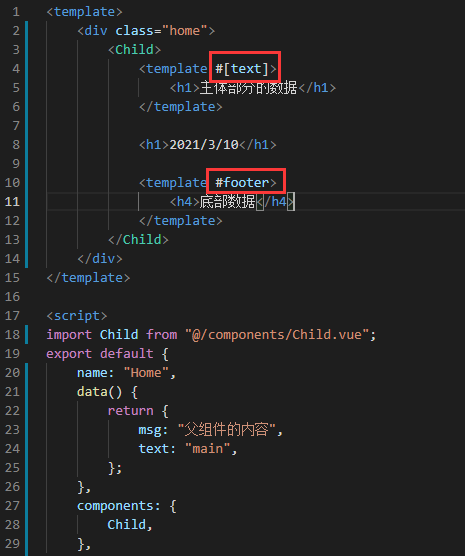 1 <template>
2 <div class="home">
3 <Child>
4 <template #[text]>
5 <h1>主体部分的数据</h1>
6 </template>
7
8 <h1>2021/3/10</h1>
9
10 <template #footer>
11 <h4>底部数据</h4>
12 </template>
13 </Child>
14 </div>
15 </template>
16
17 <script>
18 import Child from "@/components/Child.vue";
19 export default {
20 name: "Home",
21 data() {
22 return {
23 msg: "父组件的内容",
24 text: "main",
25 };
26 },
27 components: {
28 Child,
29 },